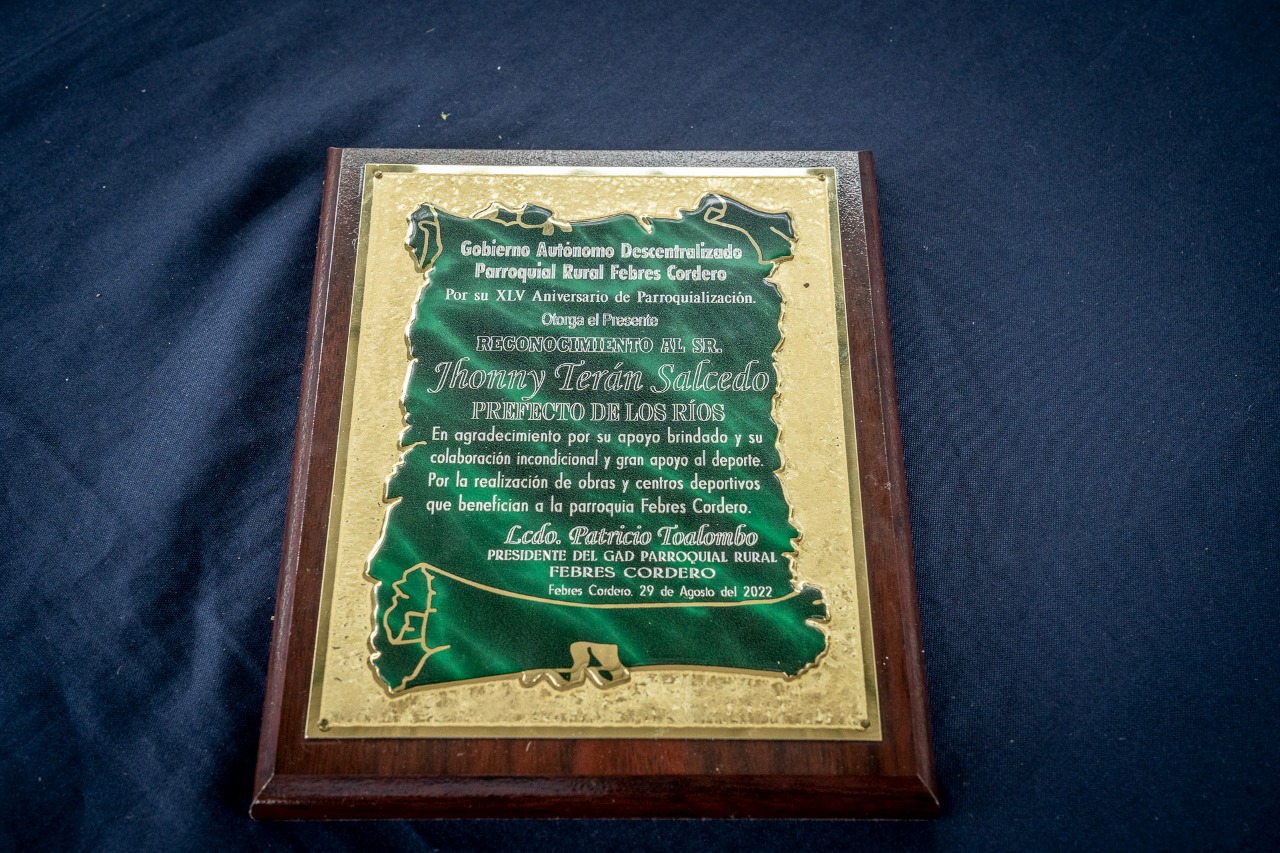 Gobierno Autónomo Descentralizado
Parroquial Rural Febres Cordero
Por su XLV Aniversario de Parroquialización.
Otorga el Presente
RECONOCIMIENTO AL SR.
Jhonny Terán Salcedo
PREFECTO DE LOS RÍOS
En agradecimiento por su apoyo brindado y su
colaboración incondicional y gran apoyo al deporte.
Por la realización de obras y centros deportivos
que benefician a la parroquia Febres Cordero.
Lcdo. Patricio Toalombo
PRESIDENTE DEL GAD PARROQUIAL RURAL
FEBRES CORDERO
Febres Cordero, 29 de Agosto del 2022